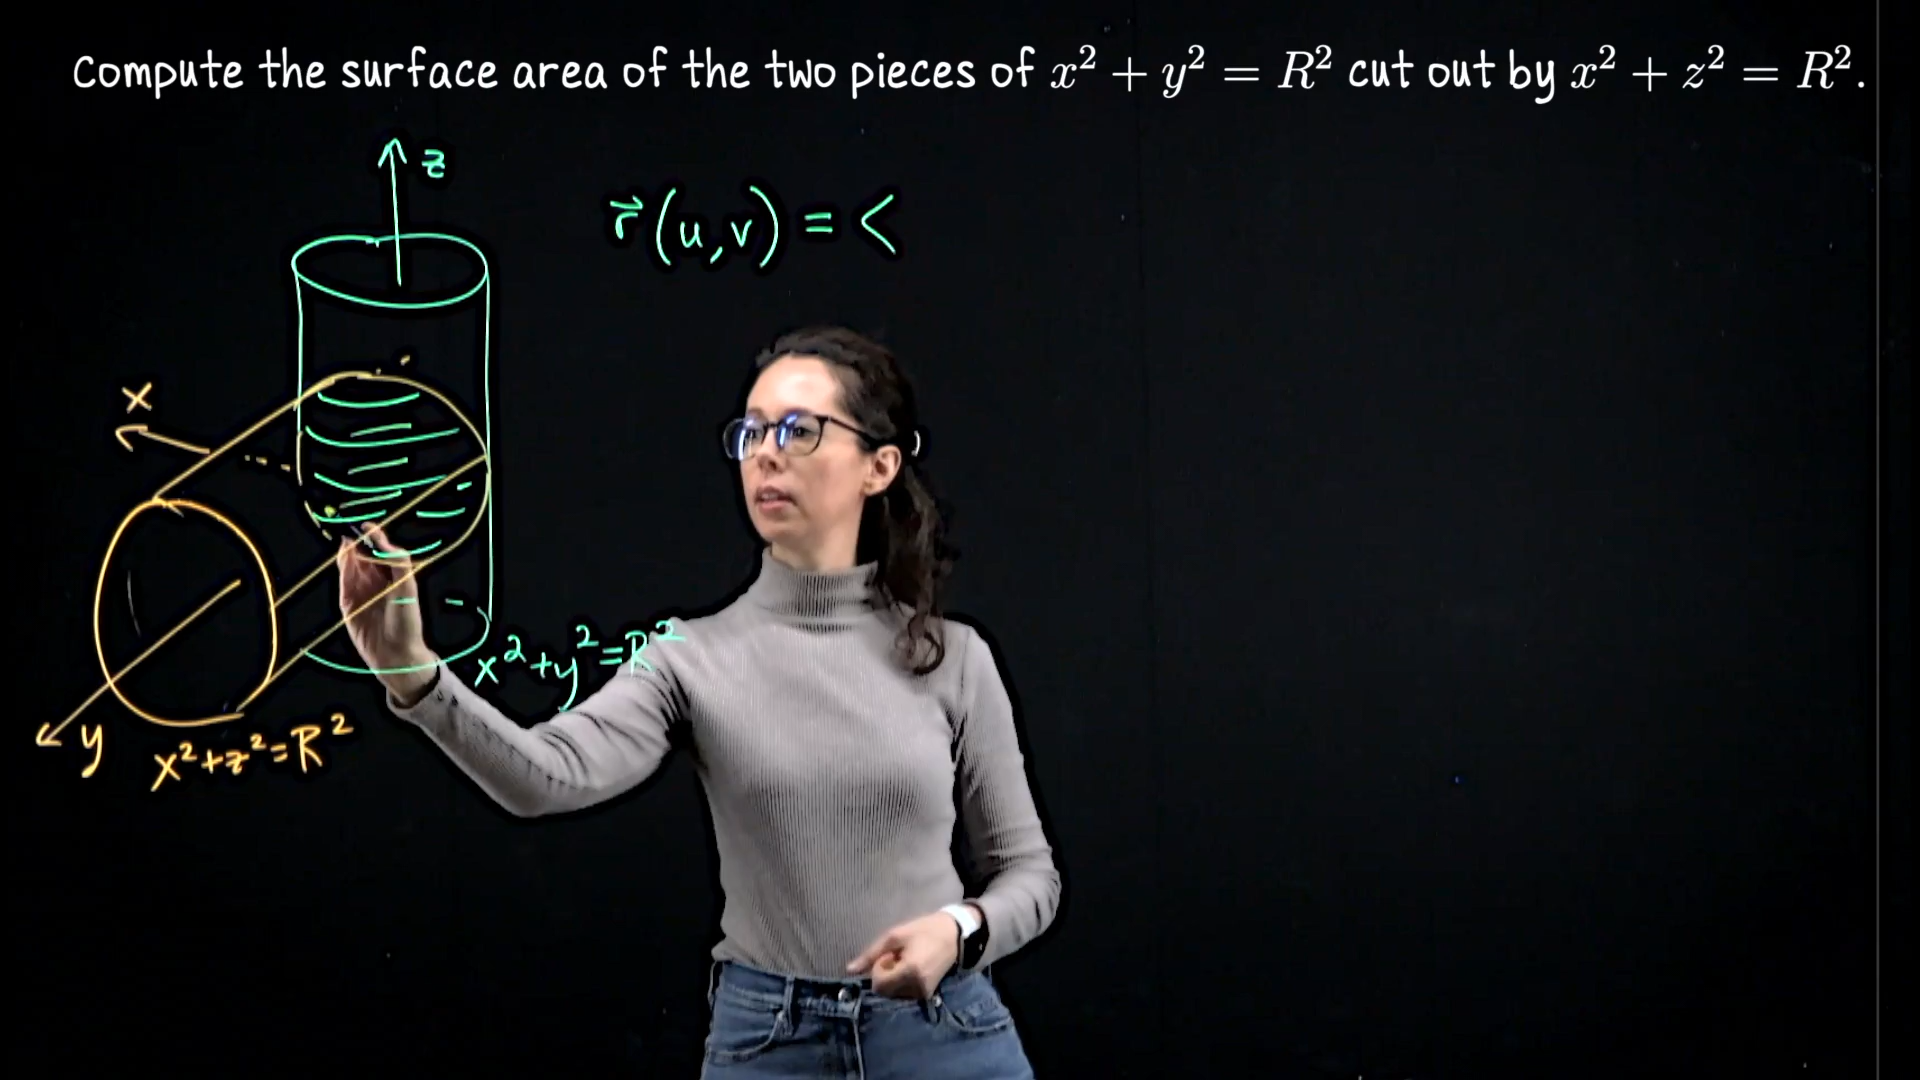 Compute the surface area of the two pieces of x² + y² = R² cut out by x² + z² = R².
z
r⃗(u,v) = <
x
x²+y²=R²
y
x²+z²=R²